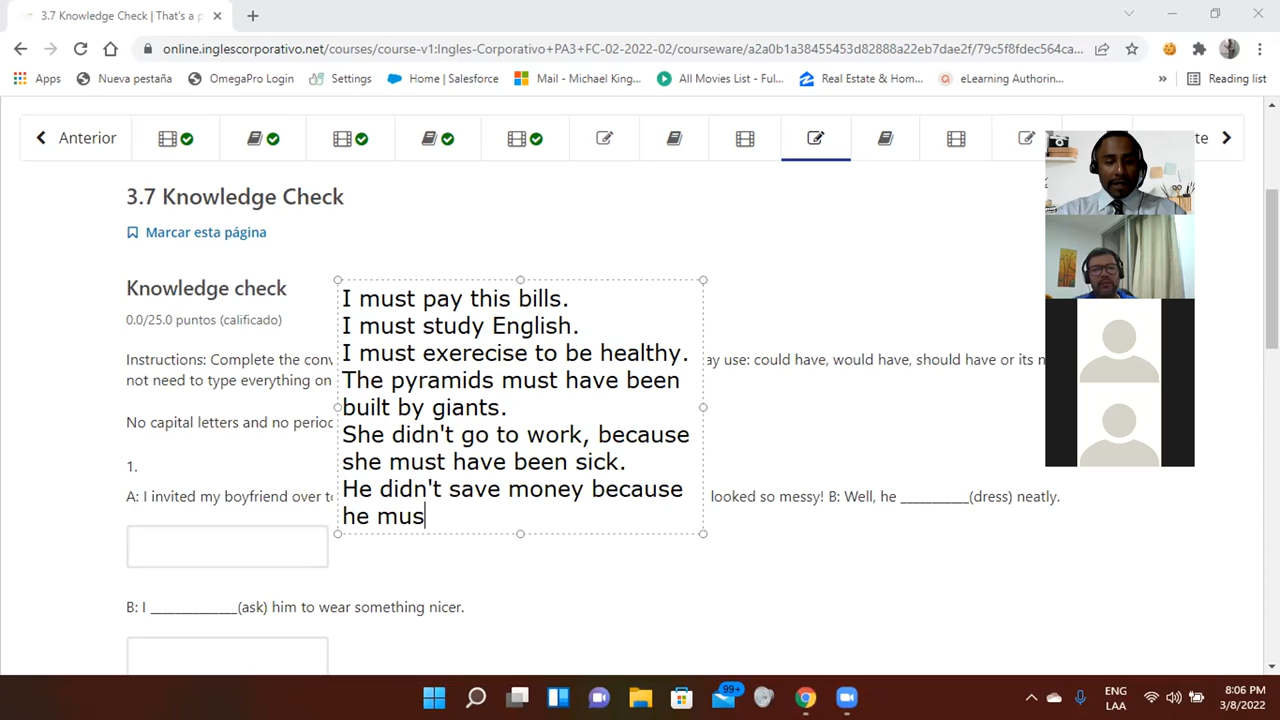 3.7 Knowledge Check | That's a p
online.inglescorporativo.net/courses/course-v1:Ingles-Corporativo+PA3+FC-02-2022-02/courseware/a2a0b1a38455453d82888a22eb7dae2f/79c5f8fdec564ca...
Apps Nueva pestaña OmegaPro Login Settings Home | Salesforce Mail - Michael King... All Movies List - Ful... Real Estate & Hom... eLearning Authorin... » Reading list
Anterior te
3.7 Knowledge Check
Marcar esta página
Knowledge check
0.0/25.0 puntos (calificado)
Instructions: Complete the conv ay use: could have, would have, should have or its n
not need to type everything on
No capital letters and no period
I must pay this bills.
I must study English.
I must exerecise to be healthy.
The pyramids must have been
built by giants.
She didn't go to work, because
she must have been sick.
He didn't save money because
he mus
1.
A: I invited my boyfriend over to looked so messy! B: Well, he __________(dress) neatly.
B: I _____________(ask) him to wear something nicer.
99+
ENG
LAA
8:06 PM
3/8/2022